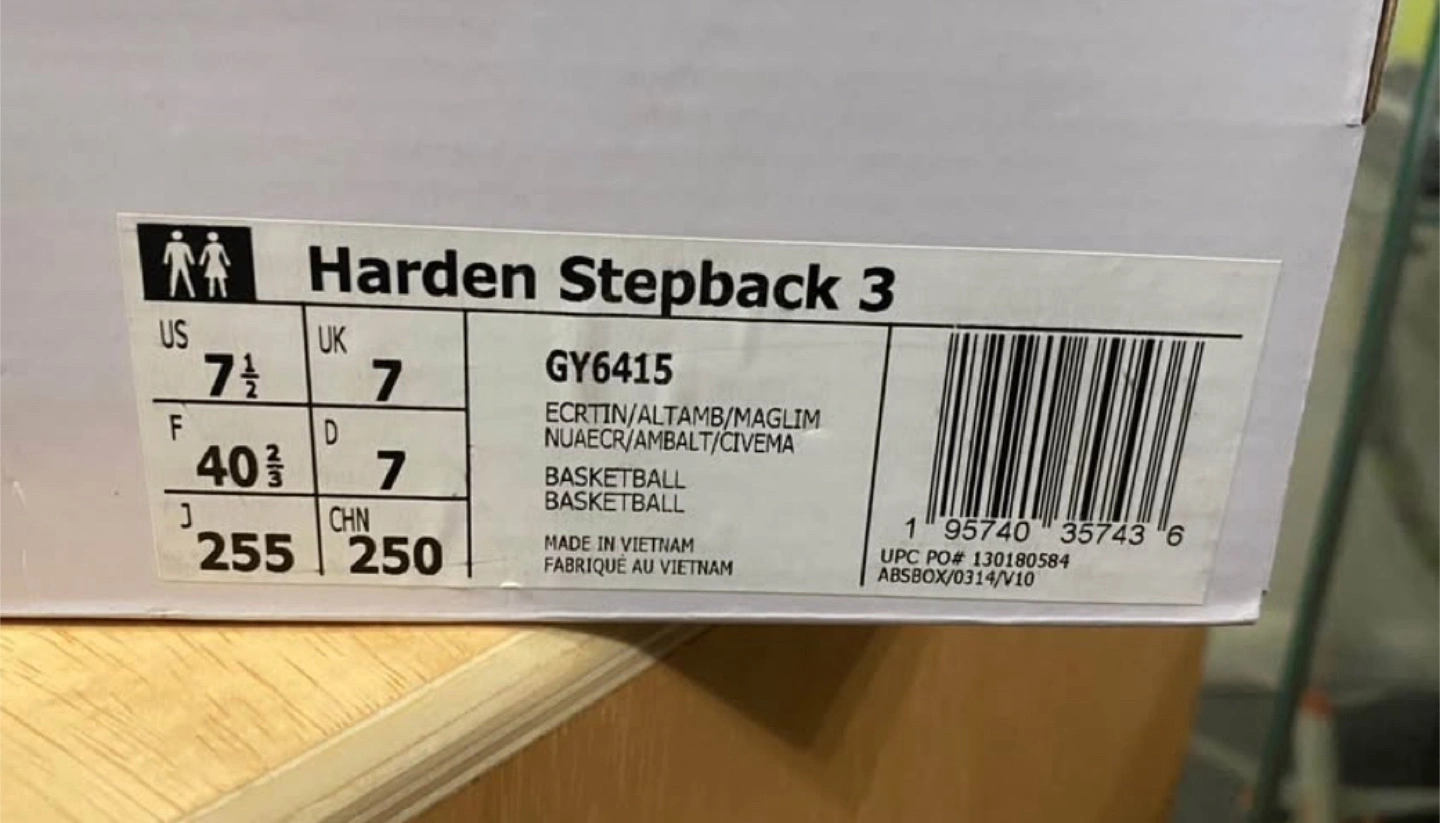 Harden Stepback 3
US 7½ UK 7
F 40⅔ D 7
J 255 CHN 250
GY6415
ECRTIN/ALTAMB/MAGLIM
NUAECR/AMBALT/CIVEMA
BASKETBALL
BASKETBALL
MADE IN VIETNAM
FABRIQUÉ AU VIETNAM
1 95740 35743 6
UPC PO# 130180584
ABSBOX/0314/V10